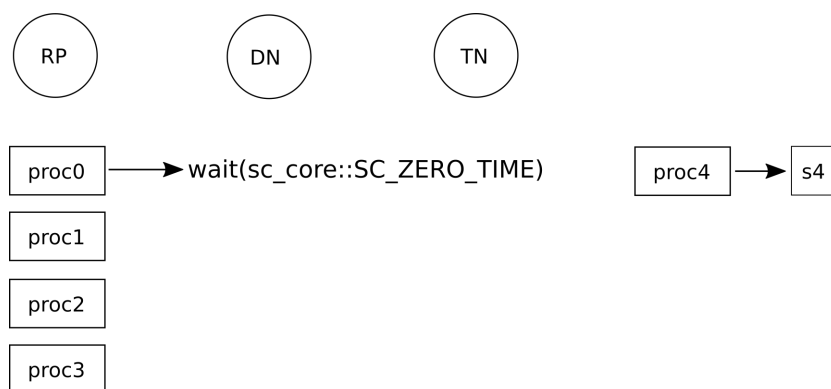 RP DN TN
proc0 wait(sc_core::SC_ZERO_TIME) proc4 s4
proc1
proc2
proc3